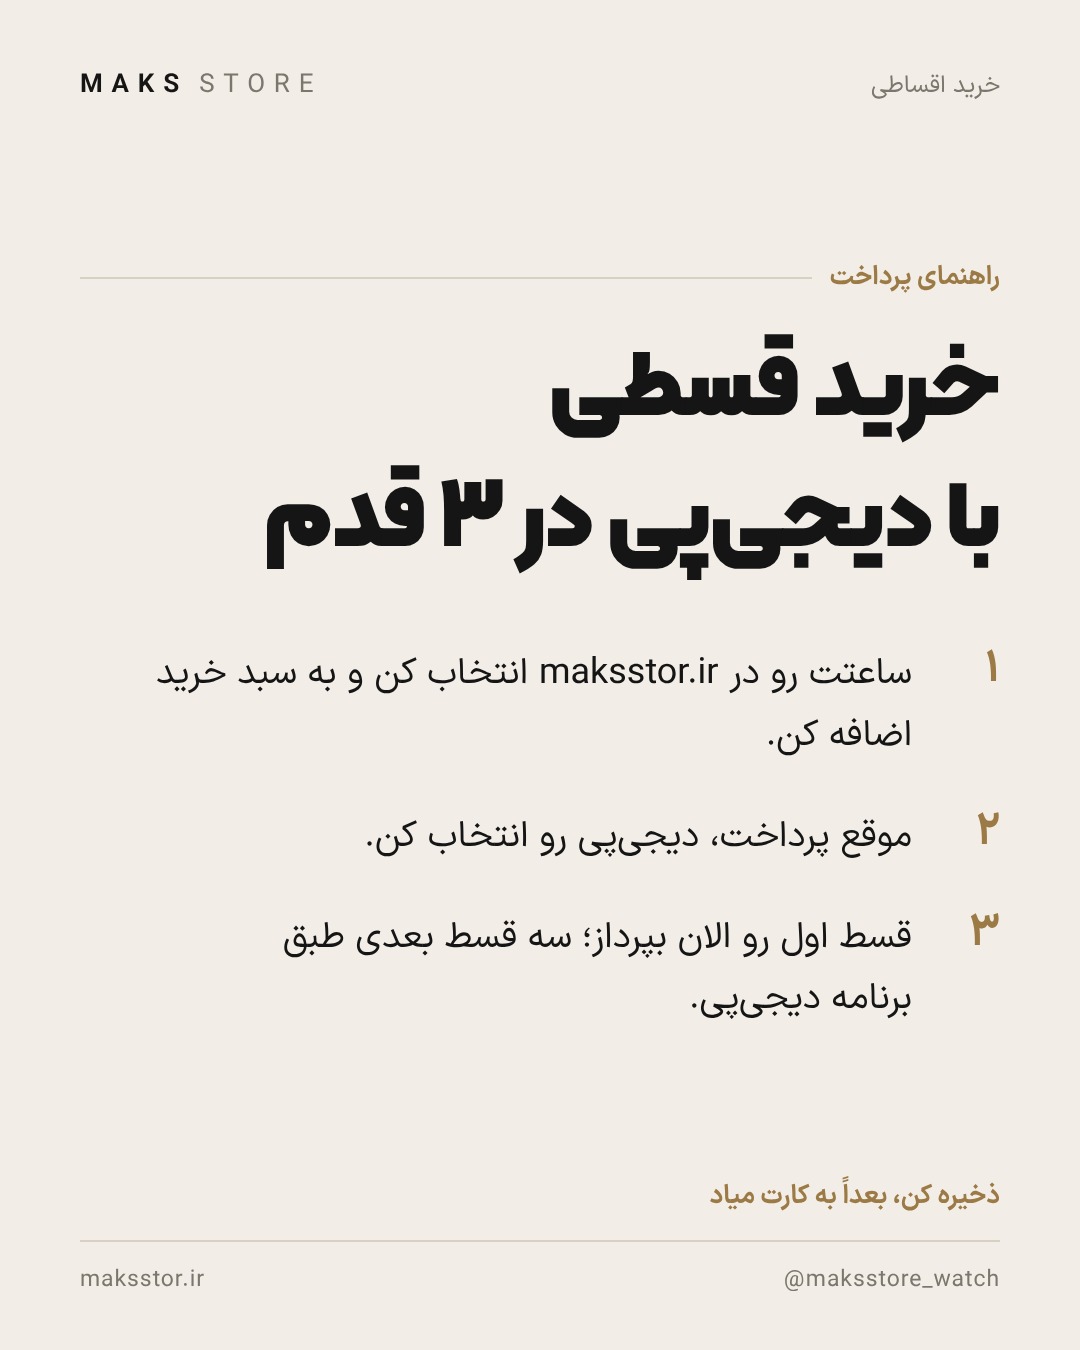 MAKS STORE
خرید اقساطی
راهنمای پرداخت
خرید قسطی
با دیجی‌پی در ۳ قدم
۱
ساعتت رو در maksstor.ir انتخاب کن و به سبد خرید
اضافه کن.
۲
موقع پرداخت، دیجی‌پی رو انتخاب کن.
۳
قسط اول رو الان بپرداز؛ سه قسط بعدی طبق
برنامه دیجی‌پی.
ذخیره کن، بعداً به کارت میاد
maksstor.ir
@maksstore_watch